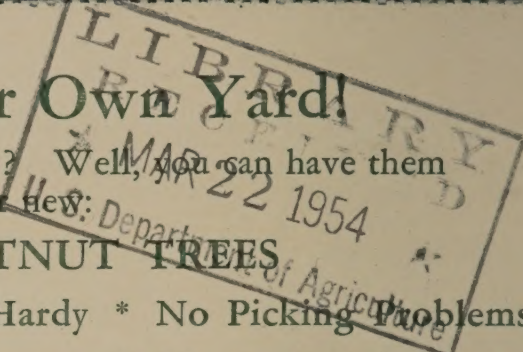 r Own Yard!
? Well, you can have them
r new:
TNUT TREES
Hardy * No Picking Problems
LIBRARY
RECEIVED
* MAR 22 1954 *
U. S. Department of Agriculture